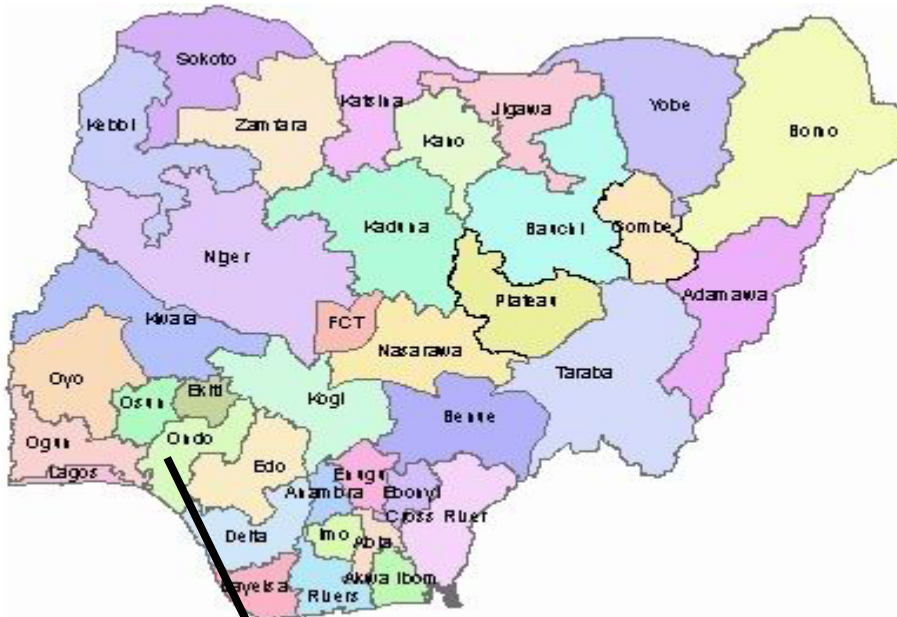 Sokoto
Kebbi
Zamfara
Katsina
Jigawa
Kano
Yobe
Borno
Kaduna
Bauchi
Gombe
Niger
Adamawa
Plateau
Kwara
FCT
Nasarawa
Taraba
Oyo
Ekiti
Osun
Kogi
Benue
Ogun
Ondo
Lagos
Edo
Enugu
Anambra
Ebonyi
Cross River
Delta
Imo
Abia
Bayelsa
Akwa Ibom
Rivers